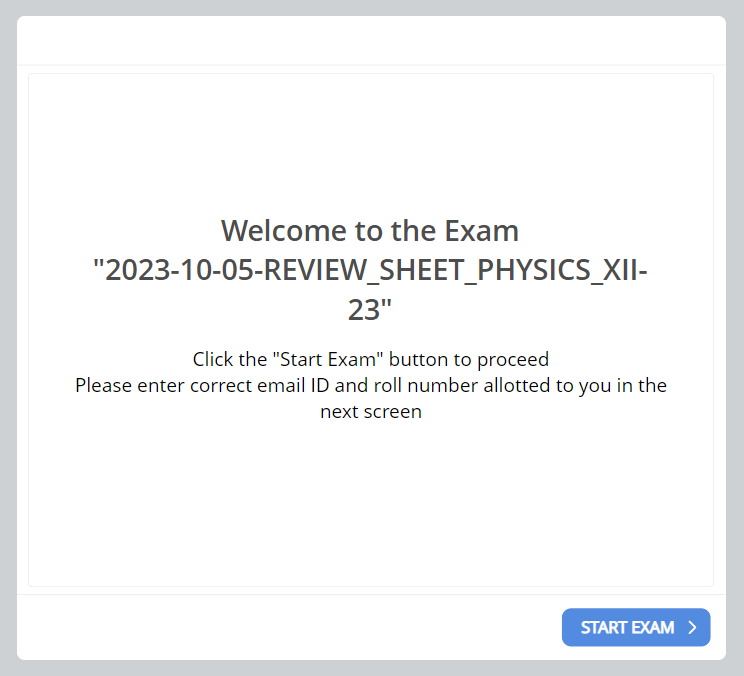 Welcome to the Exam
"2023-10-05-REVIEW_SHEET_PHYSICS_XII-
23"
Click the "Start Exam" button to proceed
Please enter correct email ID and roll number allotted to you in the
next screen
START EXAM